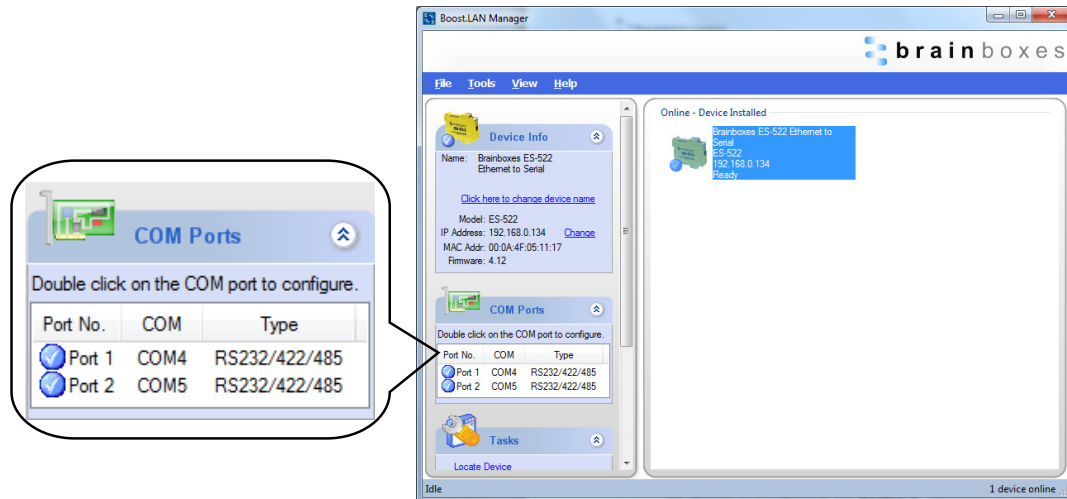 COM Ports
Double click on the COM port to configure.
Port No. COM Type
Port 1 COM4 RS232/422/485
Port 2 COM5 RS232/422/485
Boost.LAN Manager
brainboxes
File Tools View Help
Device Info
Name: Brainboxes ES-522
Ethernet to Serial
Click here to change device name
Model: ES-522
IP Address: 192.168.0.134 Change
MAC Addr: 00:0A:4F:05:11:17
Firmware: 4.12
COM Ports
Double click on the COM port to configure.
Port No. COM Type
Port 1 COM4 RS232/422/485
Port 2 COM5 RS232/422/485
Tasks
Locate Device
Online - Device Installed
Brainboxes ES-522 Ethernet to
Serial
ES-522
192.168.0.134
Ready
Idle
1 device online